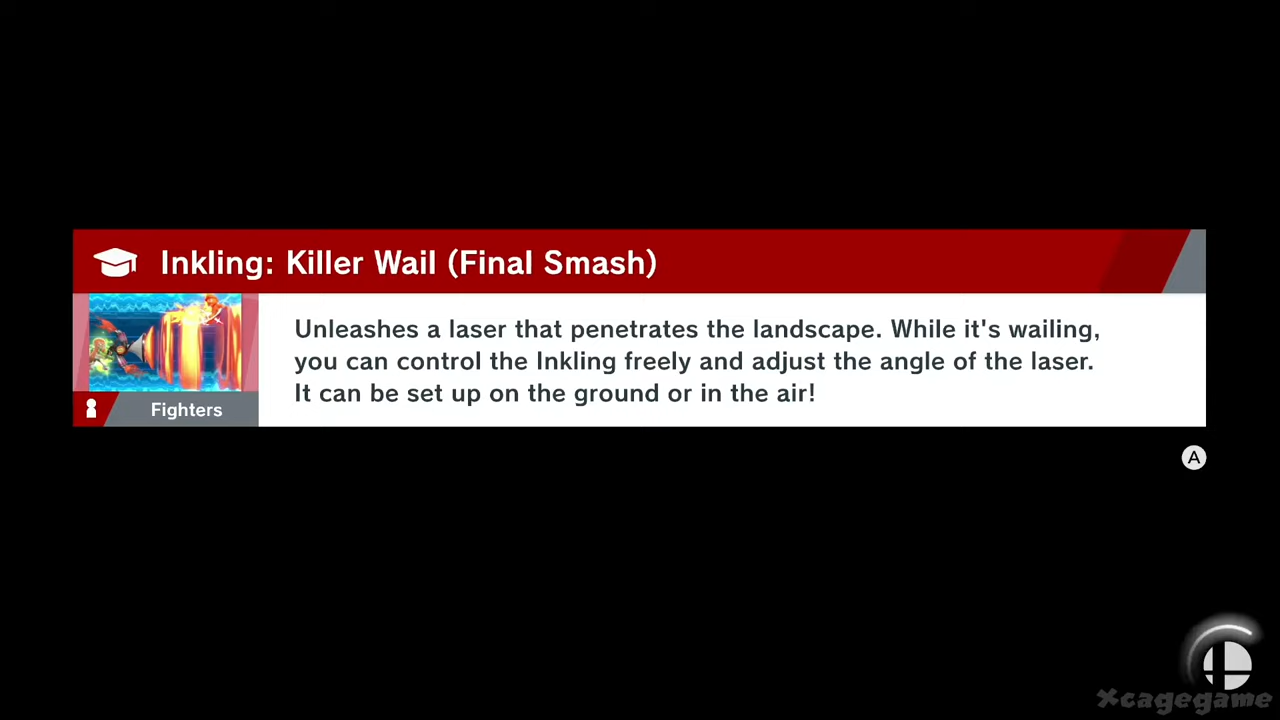 Inkling: Killer Wail (Final Smash)
Unleashes a laser that penetrates the landscape. While it's wailing,
you can control the Inkling freely and adjust the angle of the laser.
It can be set up on the ground or in the air!
Fighters
A
Xcagegame